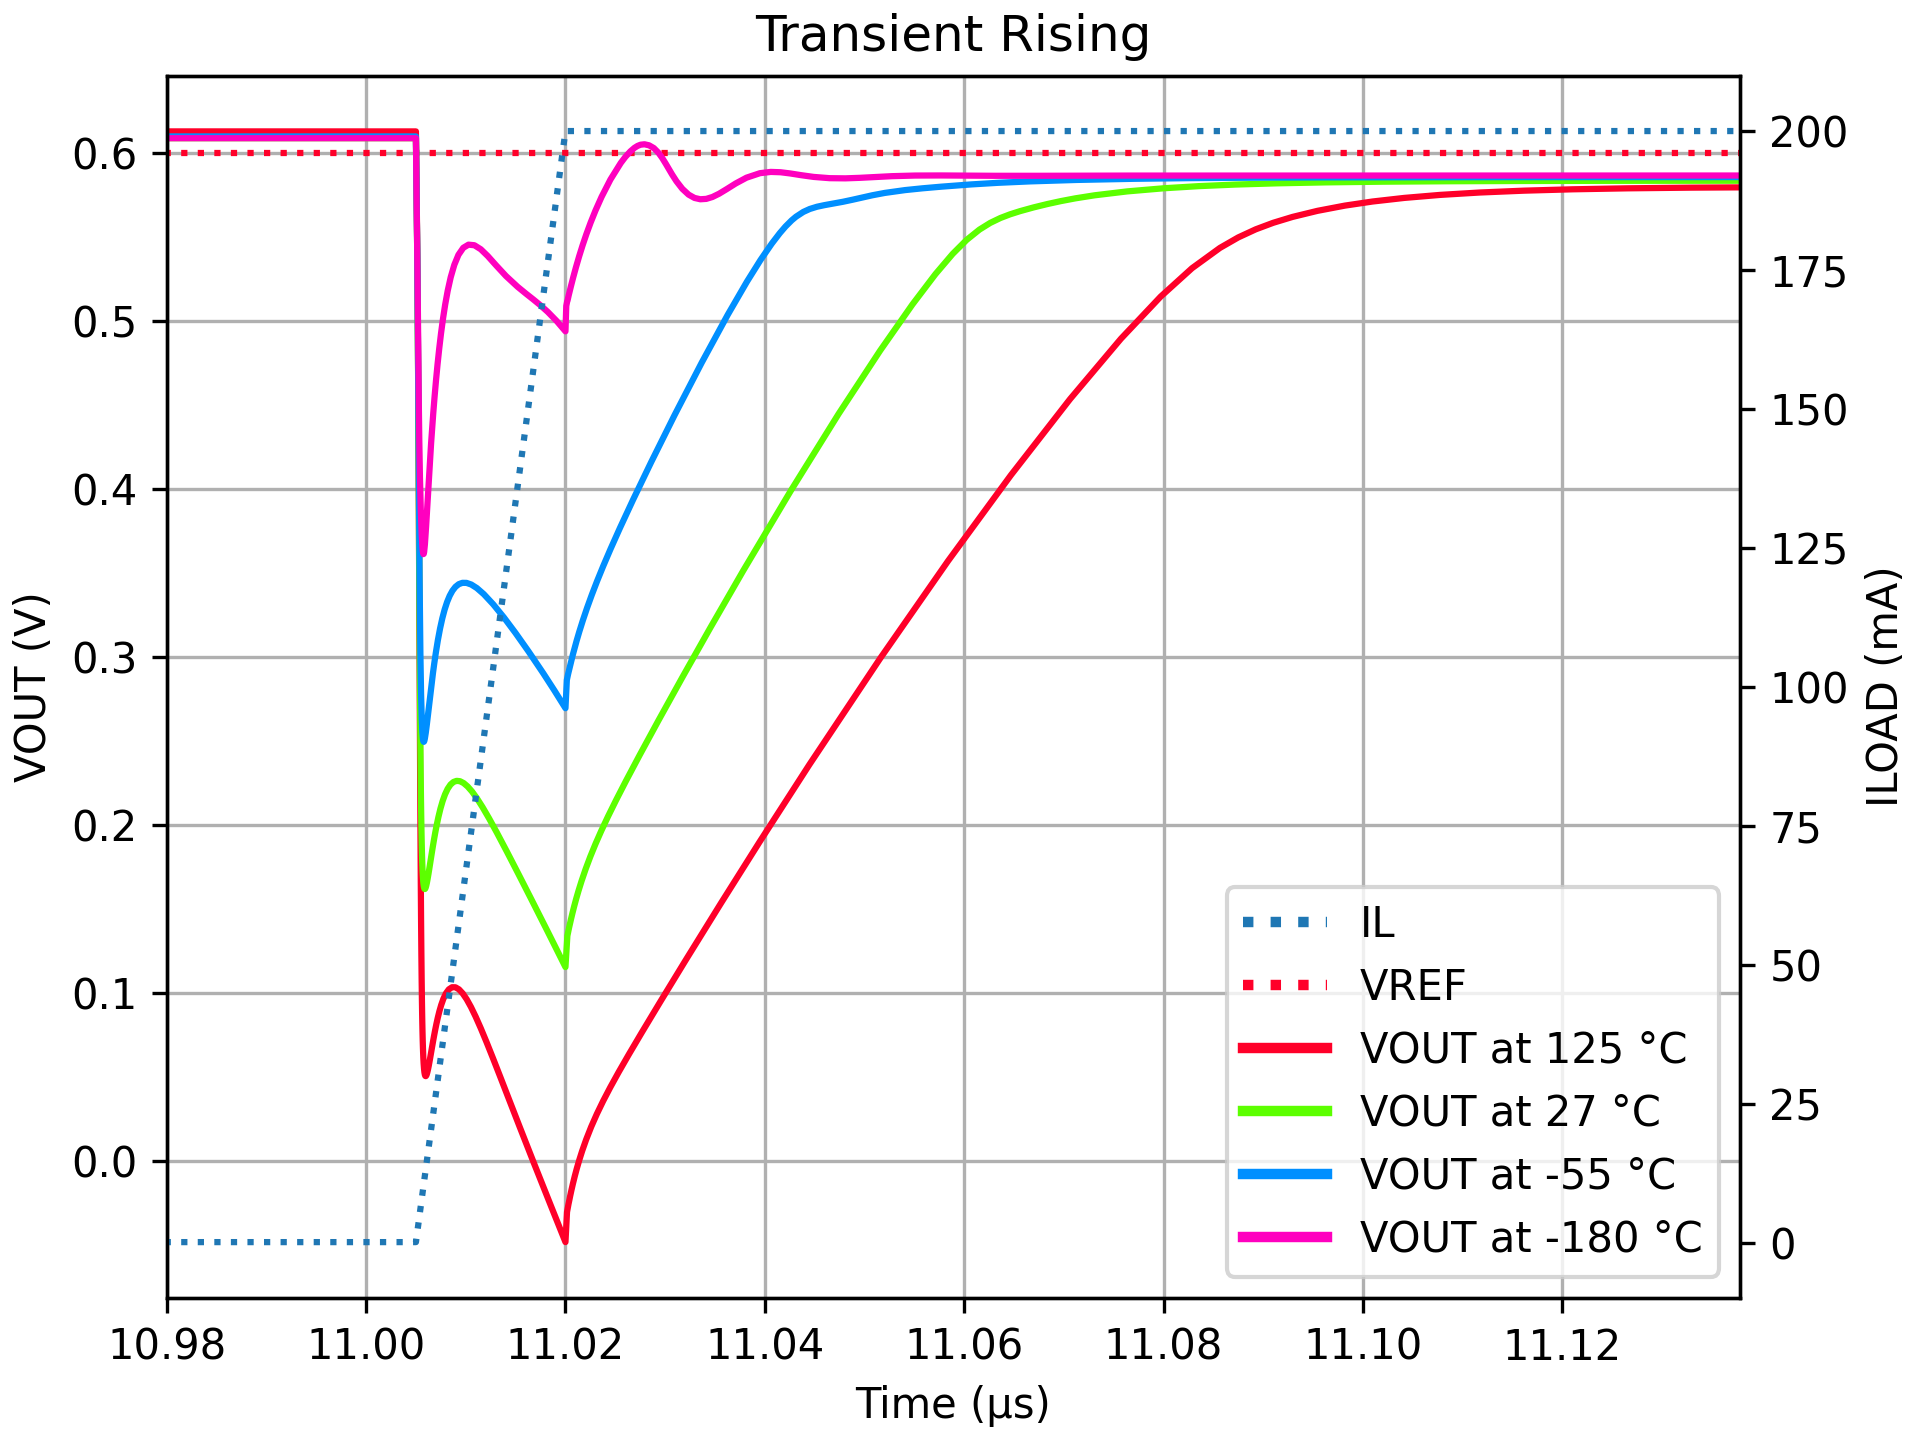 Transient Rising
0.6
0.5
0.4
0.3
0.2
0.1
0.0
VOUT (V)
200
175
150
125
100
75
50
25
0
ILOAD (mA)
IL
VREF
VOUT at 125 °C
VOUT at 27 °C
VOUT at -55 °C
VOUT at -180 °C
10.98 11.00 11.02 11.04 11.06 11.08 11.10 11.12
Time (μs)